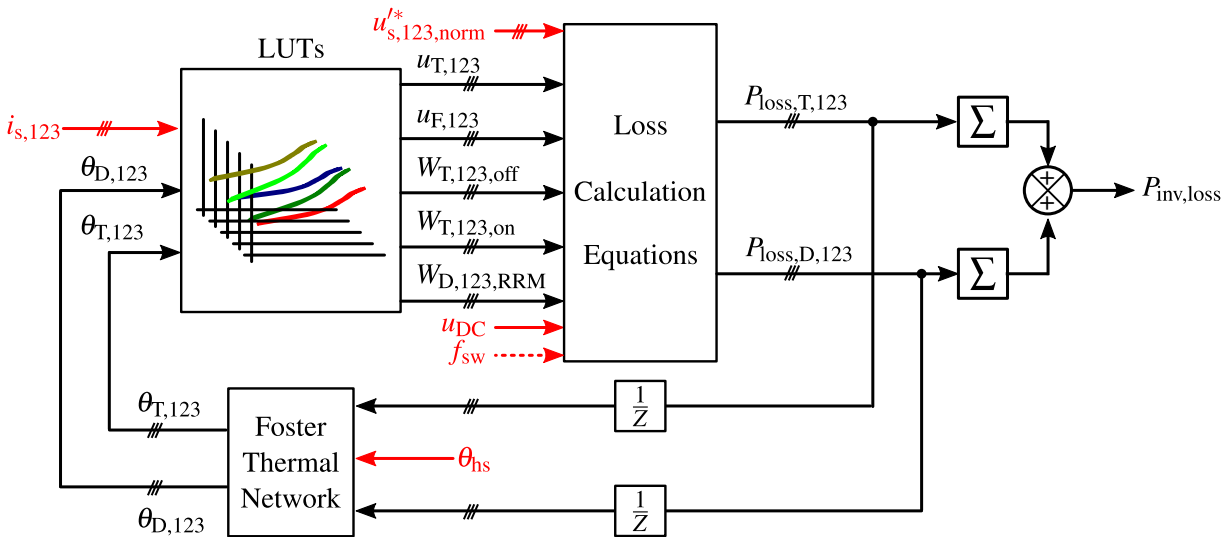 u′*s,123,norm
LUTs
uT,123
is,123
uF,123
Loss
Ploss,T,123
Σ
θD,123
WT,123,off
Calculation
+
+
Pinv,loss
θT,123
WT,123,on
Equations
Ploss,D,123
WD,123,RRM
Σ
uDC
fsw
θT,123
1
Z
Foster
Thermal
Network
θhs
θD,123
1
Z